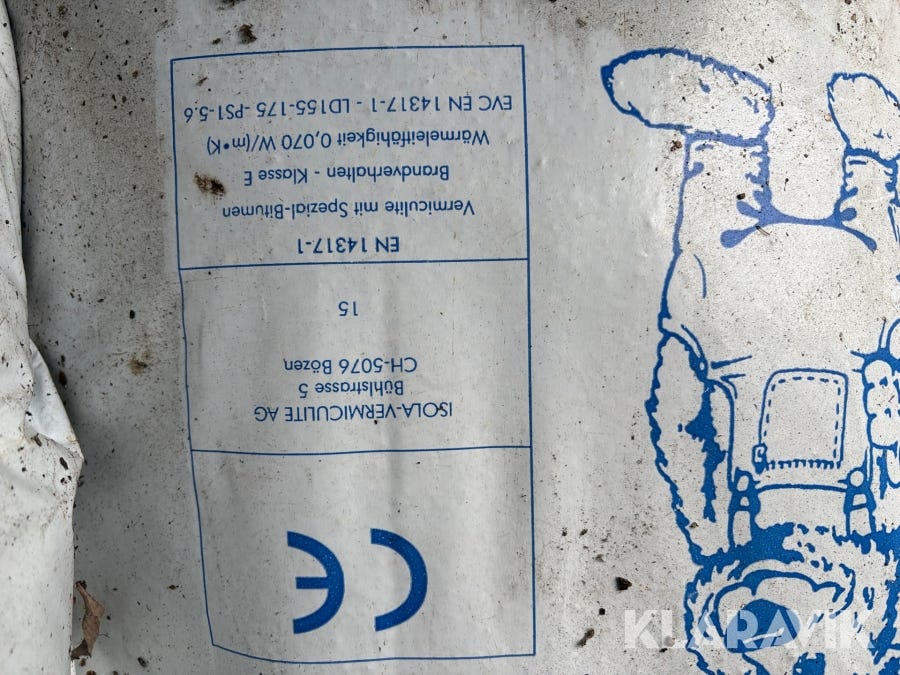 CE
ISOLA-VERMICULITE AG
Bühlstrasse 5
CH-5076 Bözen
15
EN 14317-1
Vermiculite mit Spezial-Bitumen
Brandverhalten - Klasse E
Wärmeleitfähigkeit 0,070 W/(m•K)
EVC EN 14317-1 - LD155-175 -PS1-5.6
KLARAVIK